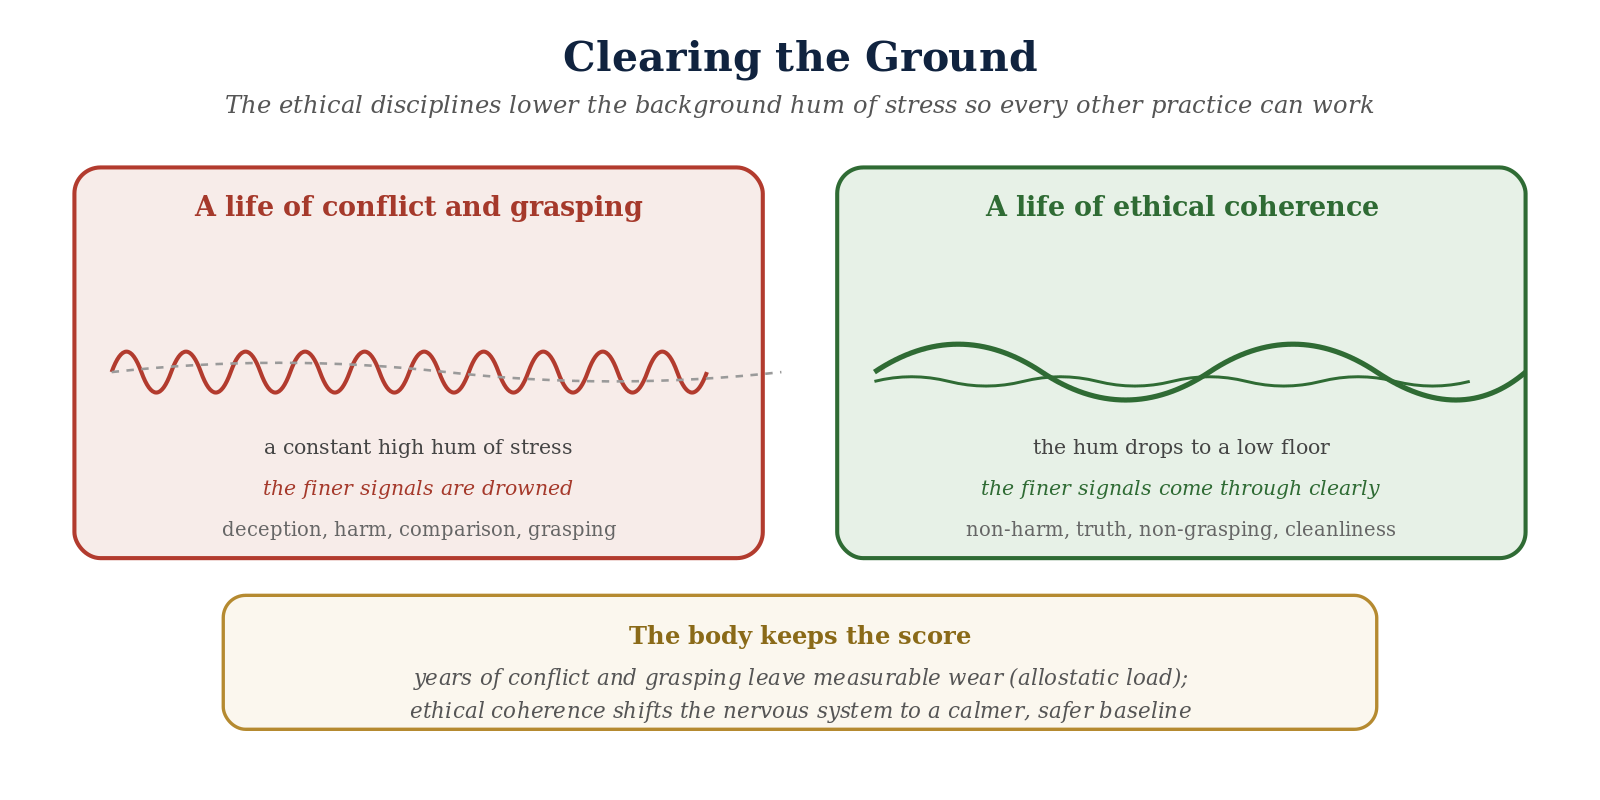 Clearing the Ground
The ethical disciplines lower the background hum of stress so every other practice can work
A life of conflict and grasping
a constant high hum of stress
the finer signals are drowned
deception, harm, comparison, grasping
A life of ethical coherence
the hum drops to a low floor
the finer signals come through clearly
non-harm, truth, non-grasping, cleanliness
The body keeps the score
years of conflict and grasping leave measurable wear (allostatic load);
ethical coherence shifts the nervous system to a calmer, safer baseline